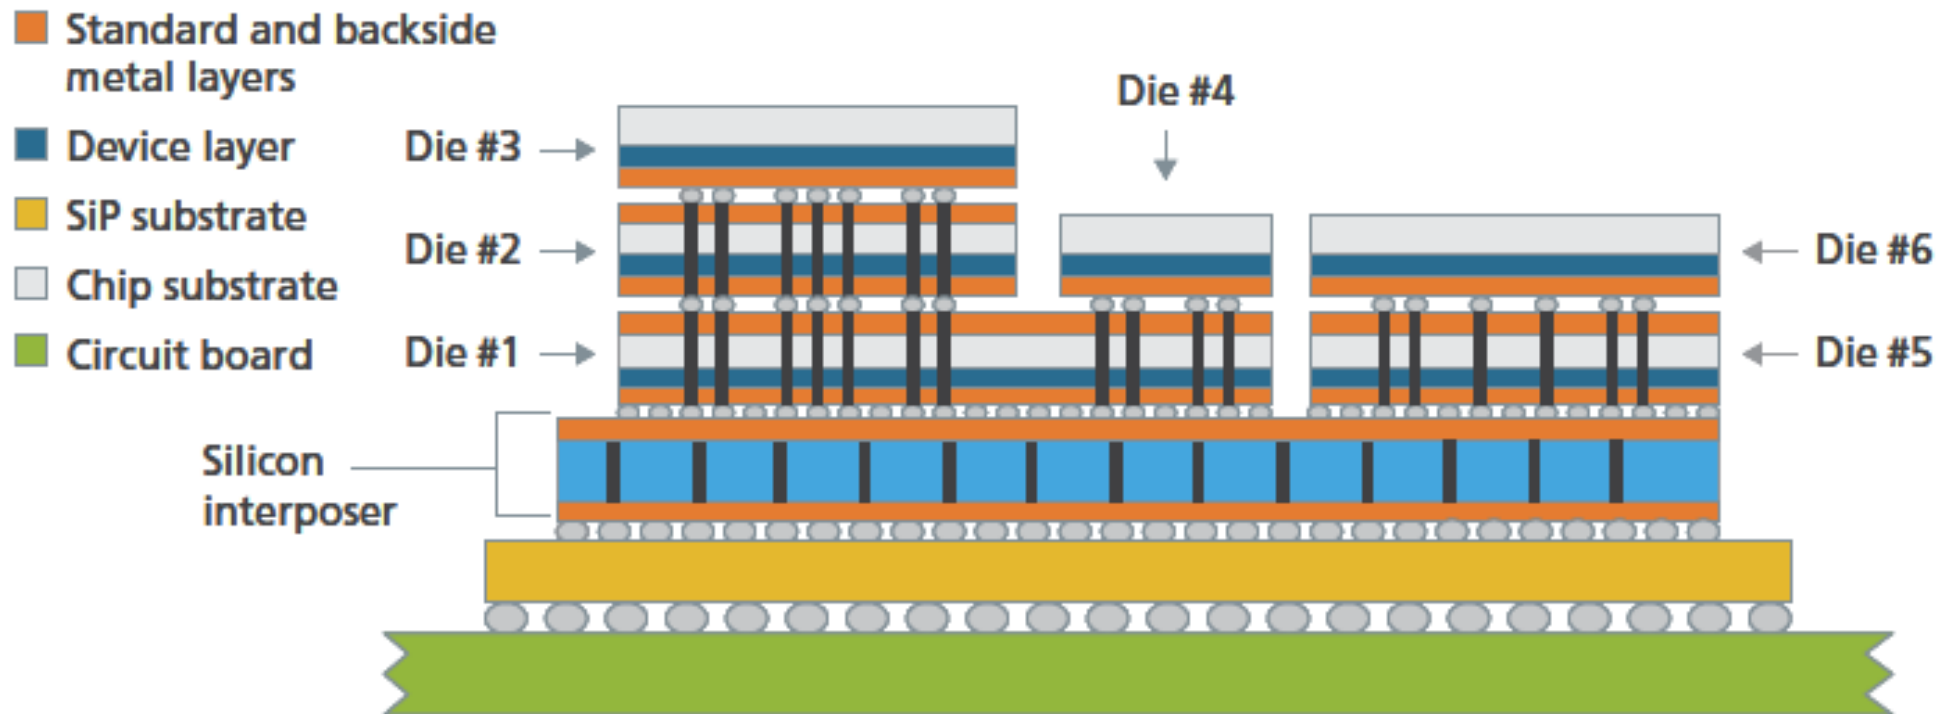 Standard and backside
metal layers
Device layer
SiP substrate
Chip substrate
Circuit board
Die #3
Die #2
Die #1
Die #4
Die #6
Die #5
Silicon
interposer